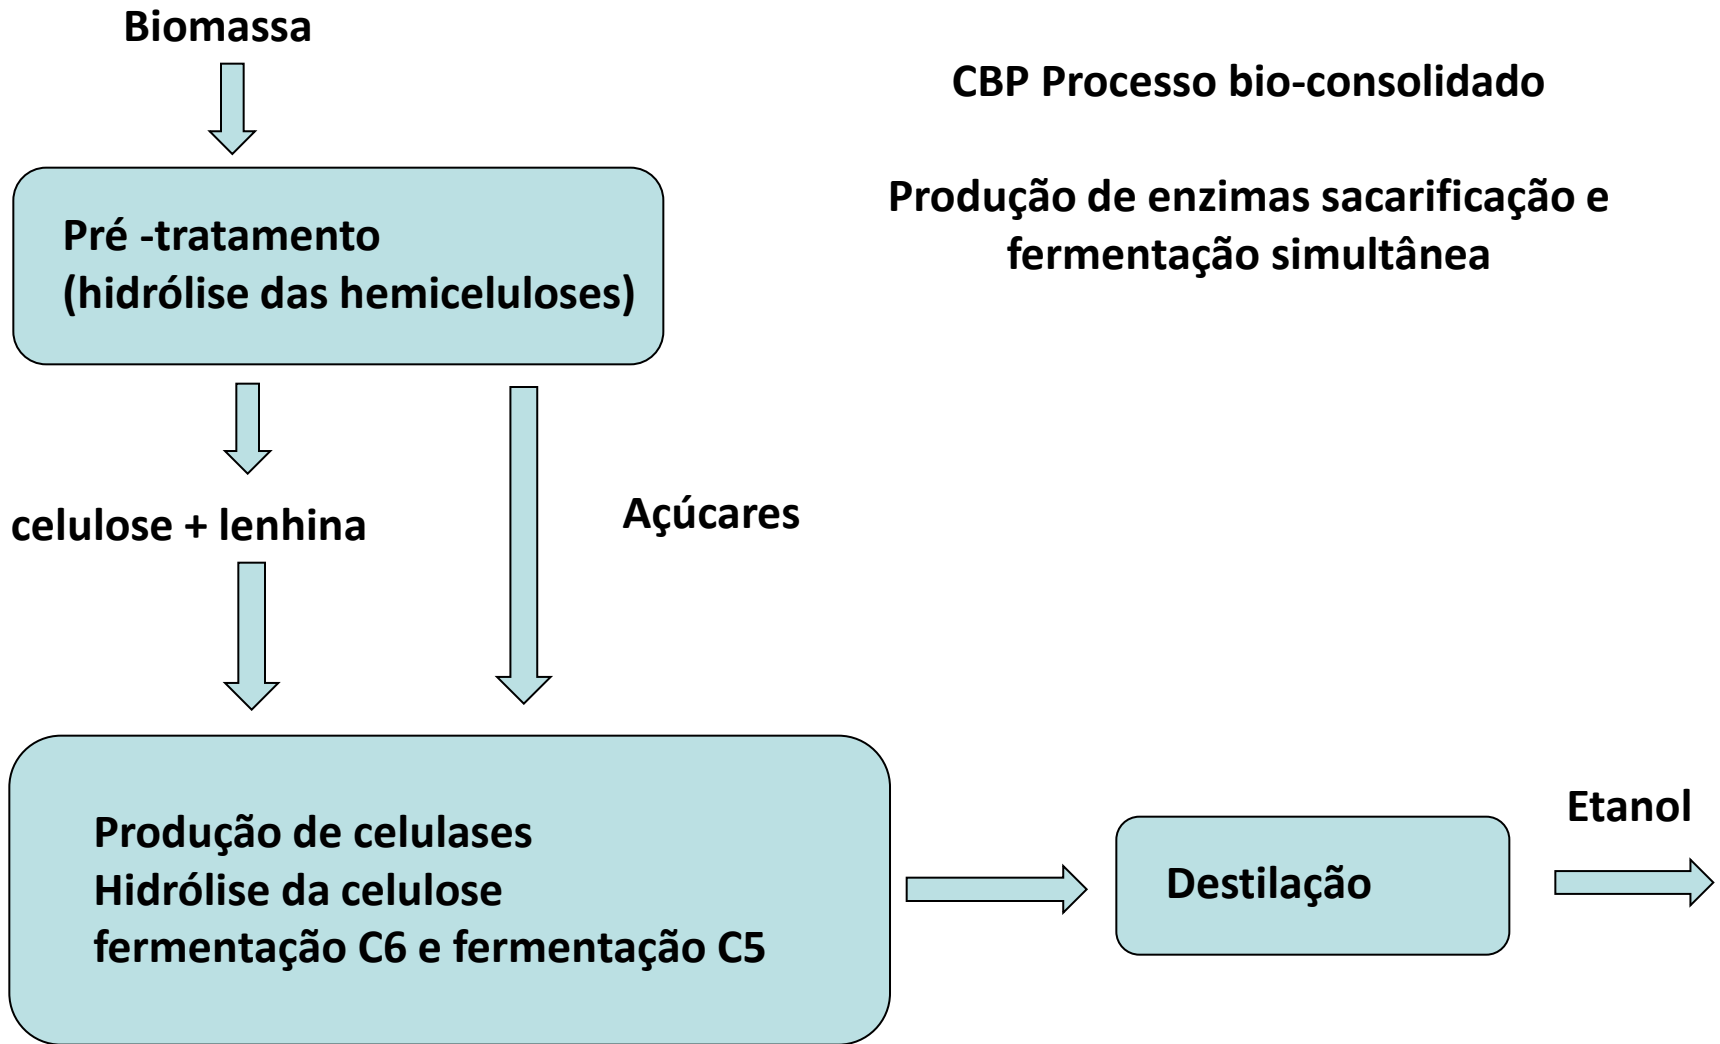 Biomassa
CBP Processo bio-consolidado
Produção de enzimas sacarificação e
fermentação simultânea
Pré -tratamento
(hidrólise das hemiceluloses)
celulose + lenhina
Açúcares
Produção de celulases
Hidrólise da celulose
fermentação C6 e fermentação C5
Destilação
Etanol